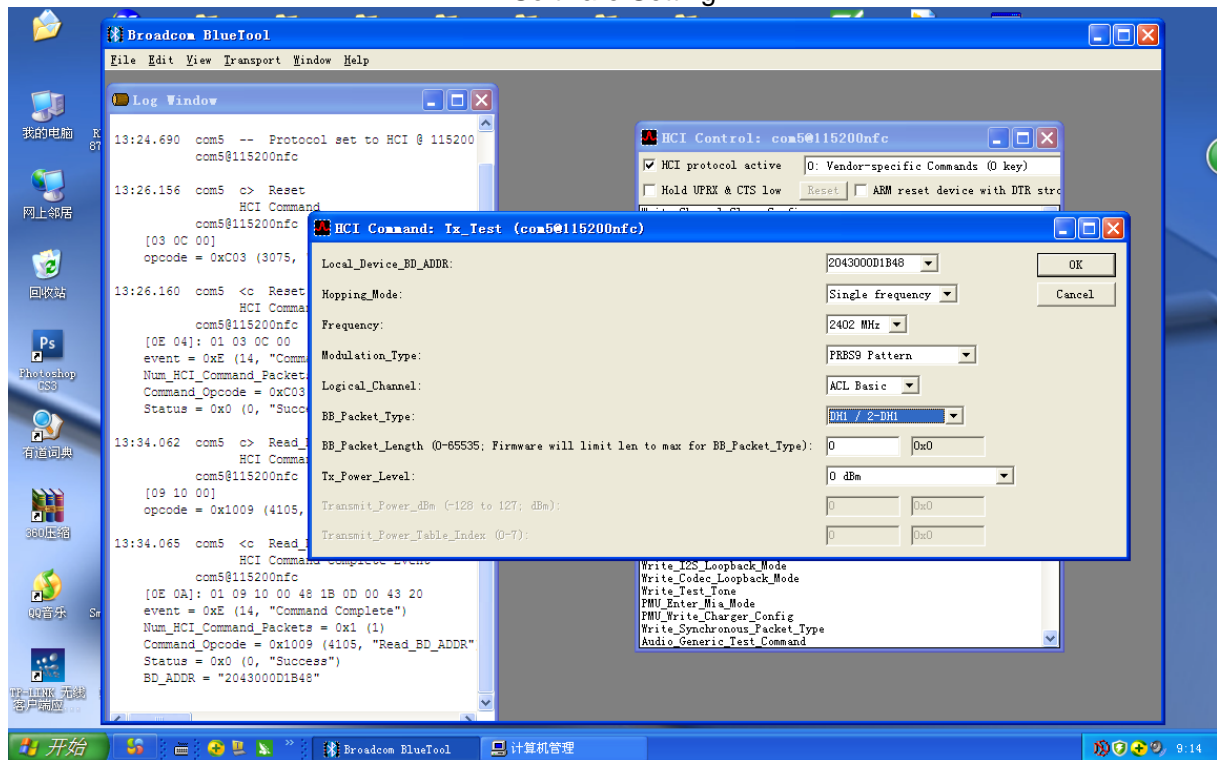 Broadcom BlueTool
File Edit View Transport Window Help
我的电脑
网上邻居
回收站
Ps
Photoshop
CS3
有道词典
360压缩
QQ音乐
TP-LINK 无线
Log Window
13:24.690 com5 -- Protocol set to HCI @ 115200
com5@115200nfc
13:26.156 com5 c> Reset
HCI Command
com5@115200nfc
[03 0C 00]
opcode = 0xC03 (3075,
13:26.160 com5 <c Reset
HCI
com5@115200nfc
[0E 04]: 01 03 0C 00
event = 0xE (14,
Status = 0x0 (0,
13:34.062 com5 c>
HCI
com5@115200nfc
[09 10 00]
opcode = 0x1009 (4105,
13:34.065 com5 <c
HCI Command Complete Event
com5@115200nfc
[0E 0A]: 01 09 10 00 48 1B 0D 00 43 20
event = 0xE (14, "Command Complete")
Num_HCI_Command_Packets = 0x1 (1)
Command_Opcode = 0x1009 (4105, "Read_BD_ADDR"
Status = 0x0 (0, "Success")
BD_ADDR = "2043000D1B48"
HCI Control: com5@115200nfc
HCI protocol active 0: Vendor-specific Commands (0 key)
Hold UPRX & CTS low Reset ARM reset device with DTR
HCI Command: Tx_Test (com5@115200nfc)
Local_Device_BD_ADDR: 2043000D1B48 OK
Hopping_Mode: Single frequency Cancel
Frequency: 2402 MHz
Modulation_Type: PRBS9 Pattern
Logical_Channel: ACL Basic
BB_Packet_Type: DH1 / 2-DH1
BB_Packet_Length (0-65535; Firmware will limit len to max for BB_Packet_Type): 0 0x0
Tx_Power_Level: 0 dBm
Transmit_Power_dBm (-128 to 127; dBm): 0 0x0
Transmit_Power_Table_Index (0-7): 0 0x0
Write_I2S_Loopback_Mode
Write_Codec_Loopback_Mode
Write_Test_Tone
PMU_Enter_Mia_Mode
PMU_Write_Charger_Config
Write_Synchronous_Packet_Type
Audio_Generic_Test_Command
开始
Broadcom BlueTool
计算机管理
9:14